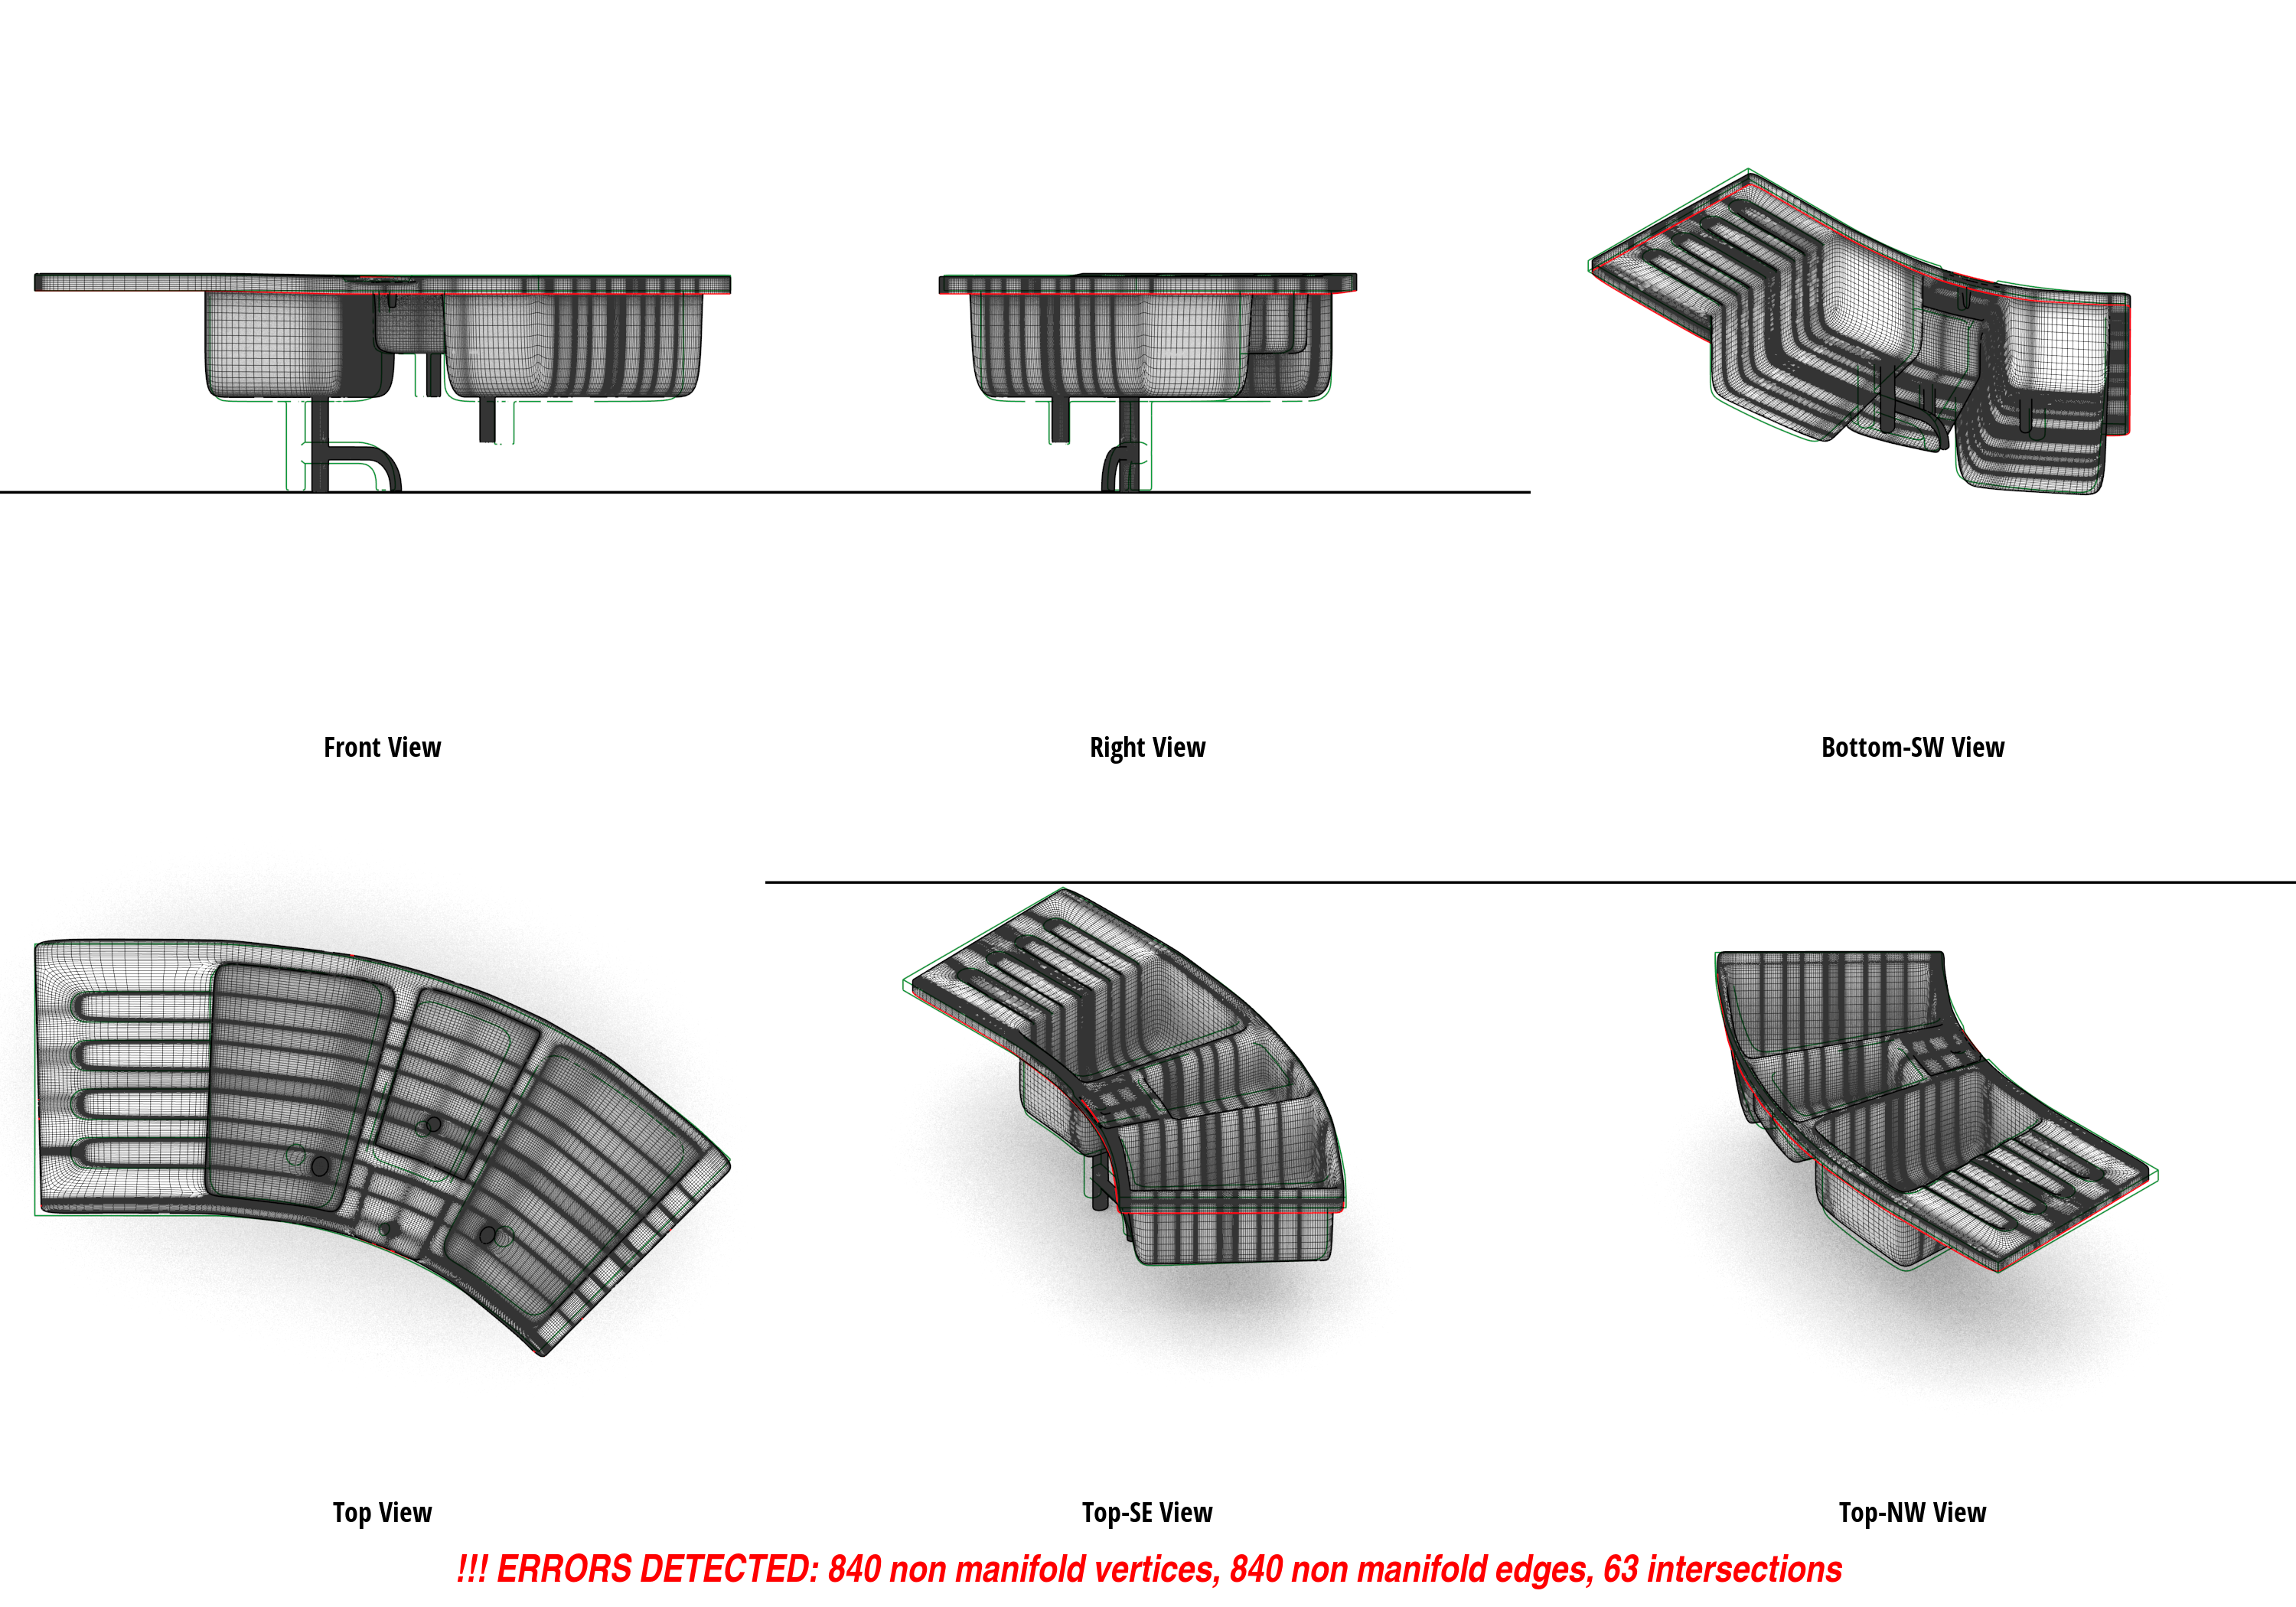 Front View
Right View
Bottom-SW View
Top View
Top-SE View
Top-NW View
!!! ERRORS DETECTED: 840 non manifold vertices, 840 non manifold edges, 63 intersections